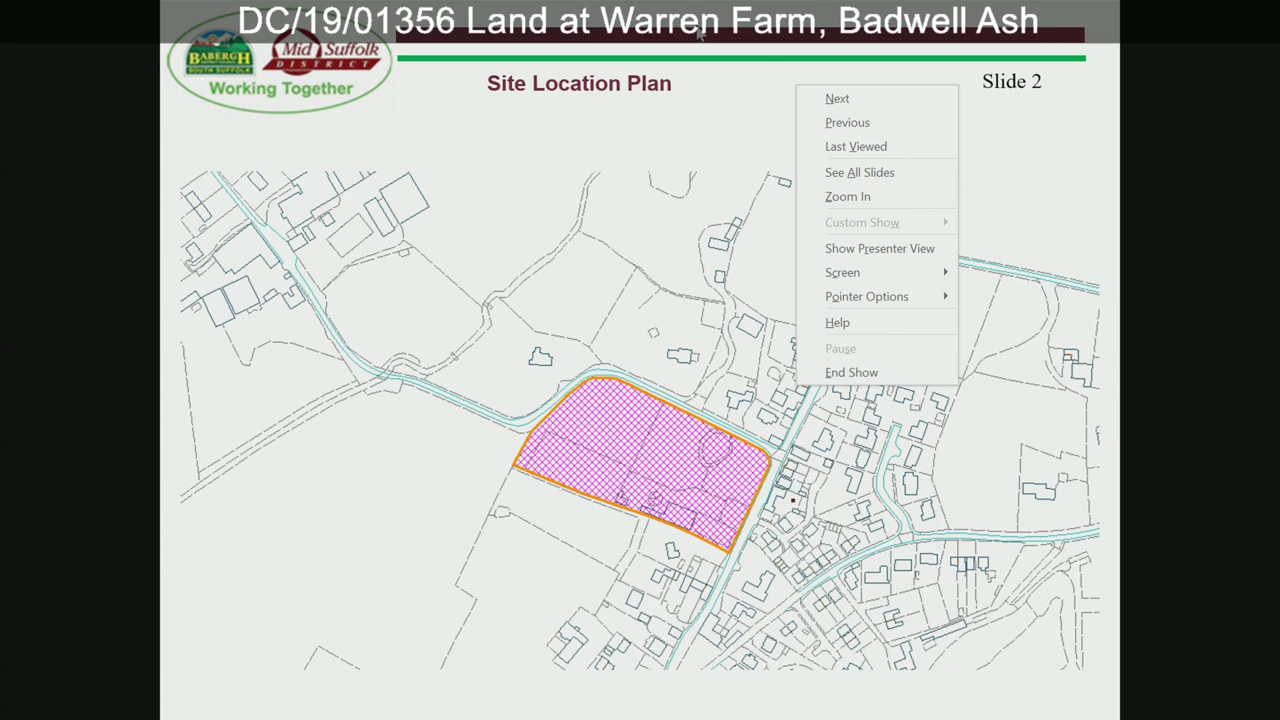 DC/19/01356 Land at Warren Farm, Badwell Ash
BABERGH
DISTRICT COUNCIL
SOUTH SUFFOLK
Mid Suffolk
DISTRICT
Working Together
Site Location Plan
Slide 2
Next
Previous
Last Viewed
See All Slides
Zoom In
Custom Show
Show Presenter View
Screen
Pointer Options
Help
Pause
End Show